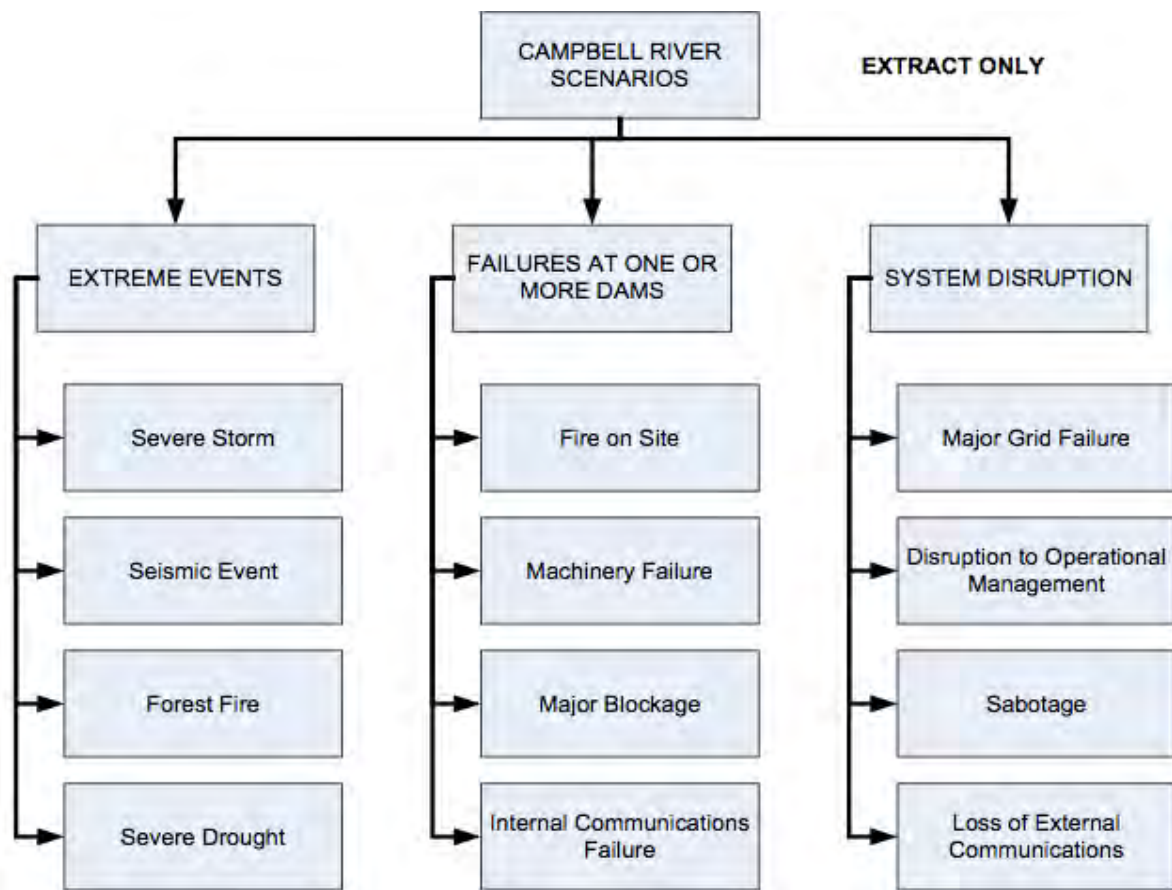 CAMPBELL RIVER
SCENARIOS
EXTRACT ONLY
EXTREME EVENTS
FAILURES AT ONE OR
MORE DAMS
SYSTEM DISRUPTION
Severe Storm
Fire on Site
Major Grid Failure
Seismic Event
Machinery Failure
Disruption to Operational
Management
Forest Fire
Major Blockage
Sabotage
Severe Drought
Internal Communications
Failure
Loss of External
Communications